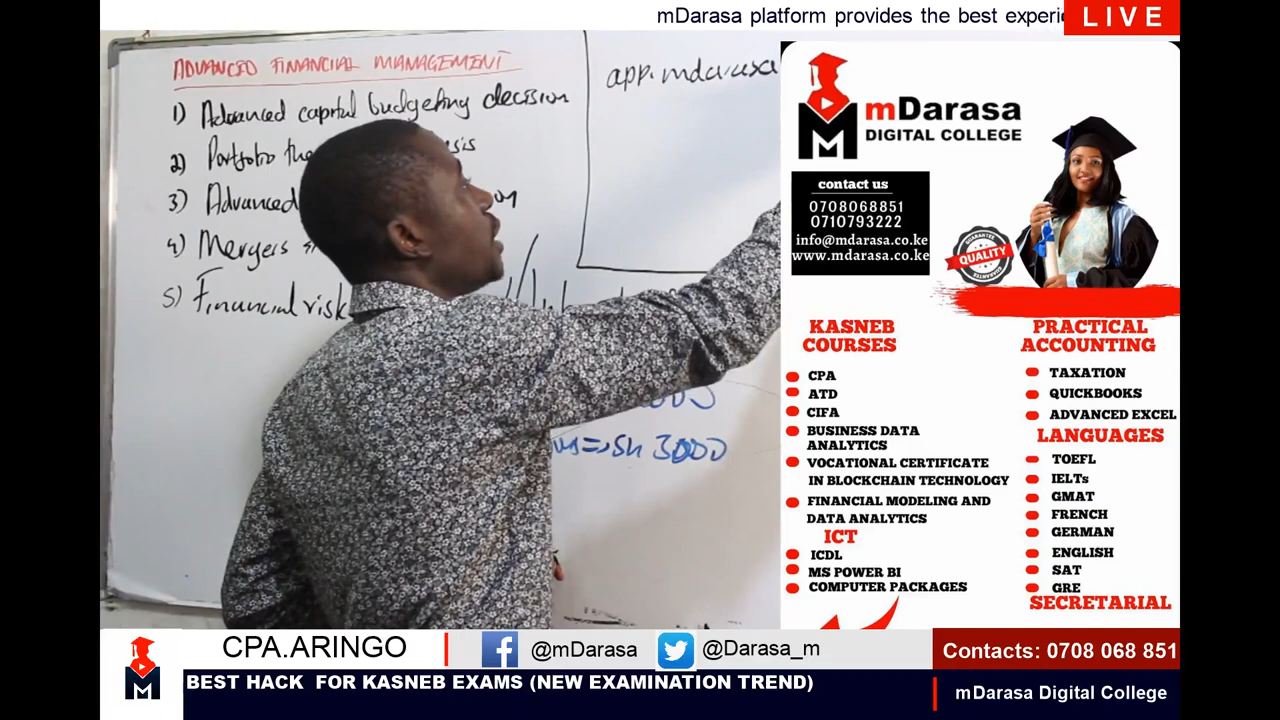 mDarasa platform provides the best experi
LIVE
ADVANCED FINANCIAL MANAGEMENT
1) Advanced capital budgeting decision
2) Portfolio
3) Advanced
4) Mergers
5) Financial risk
app.mdarasa
=>Sh 3000
mDarasa
DIGITAL COLLEGE
contact us
0708068851
0710793222
info@mdarasa.co.ke
www.mdarasa.co.ke
GUARANTEE
QUALITY
KASNEB
COURSES
CPA
ATD
CIFA
BUSINESS DATA
ANALYTICS
VOCATIONAL CERTIFICATE
IN BLOCKCHAIN TECHNOLOGY
FINANCIAL MODELING AND
DATA ANALYTICS
ICT
ICDL
MS POWER BI
COMPUTER PACKAGES
PRACTICAL
ACCOUNTING
TAXATION
QUICKBOOKS
ADVANCED EXCEL
LANGUAGES
TOEFL
IELTs
GMAT
FRENCH
GERMAN
ENGLISH
SAT
GRE
SECRETARIAL
CPA.ARINGO
@mDarasa
@Darasa_m
Contacts: 0708 068 851
BEST HACK FOR KASNEB EXAMS (NEW EXAMINATION TREND)
mDarasa Digital College